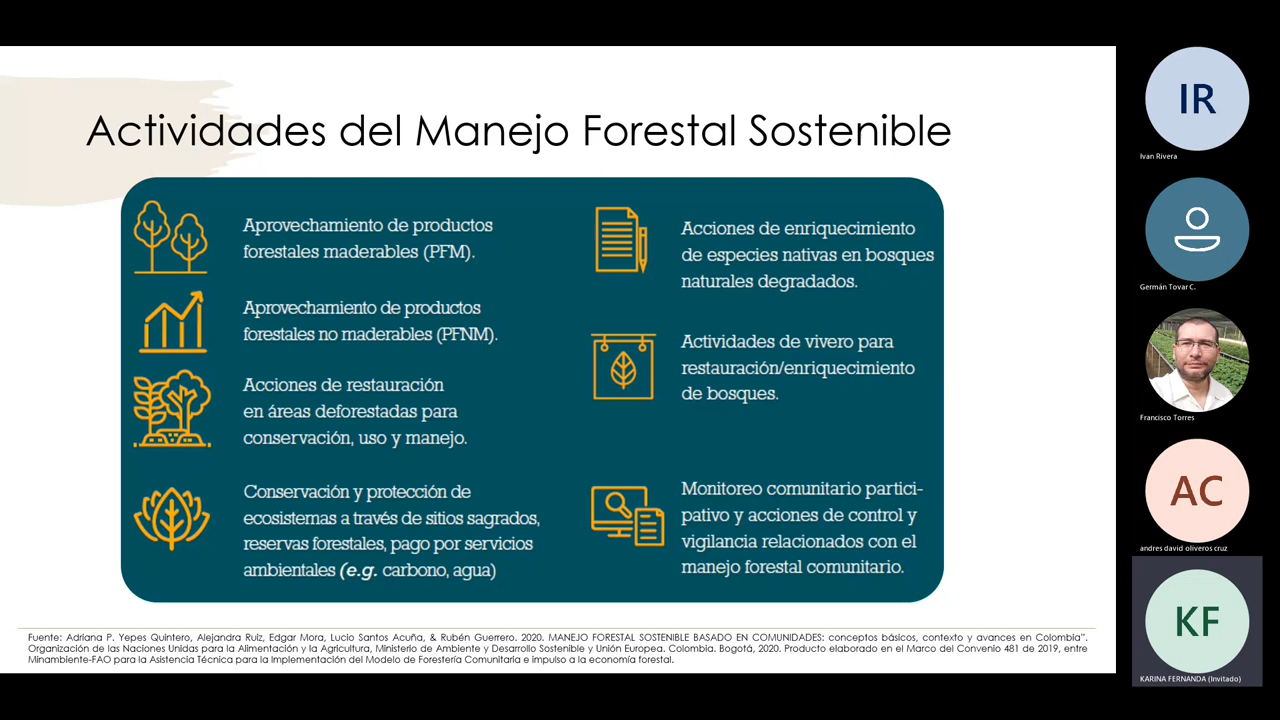 Actividades del Manejo Forestal Sostenible
Aprovechamiento de productos
forestales maderables (PFM).
Aprovechamiento de productos
forestales no maderables (PFNM).
Acciones de restauración
en áreas deforestadas para
conservación, uso y manejo.
Conservación y protección de
ecosistemas a través de sitios sagrados,
reservas forestales, pago por servicios
ambientales (e.g. carbono, agua)
Acciones de enriquecimiento
de especies nativas en bosques
naturales degradados.
Actividades de vivero para
restauración/enriquecimiento
de bosques.
Monitoreo comunitario partici-
pativo y acciones de control y
vigilancia relacionados con el
manejo forestal comunitario.
Fuente: Adriana P. Yepes Quintero, Alejandra Ruiz, Edgar Mora, Lucio Santos Acuña, & Rubén Guerrero. 2020. MANEJO FORESTAL SOSTENIBLE BASADO EN COMUNIDADES: conceptos básicos, contexto y avances en Colombia”.
Organización de las Naciones Unidas para la Alimentación y la Agricultura, Ministerio de Ambiente y Desarrollo Sostenible y Unión Europea. Colombia. Bogotá, 2020. Producto elaborado en el Marco del Convenio 481 de 2019, entre
Minambiente-FAO para la Asistencia Técnica para la Implementación del Modelo de Forestería Comunitaria e impulso a la economía forestal.
IR
Ivan Rivera
Germán Tovar C.
Francisco Torres
AC
andres david oliveros cruz
KF
KARINA FERNANDA (Invitado)